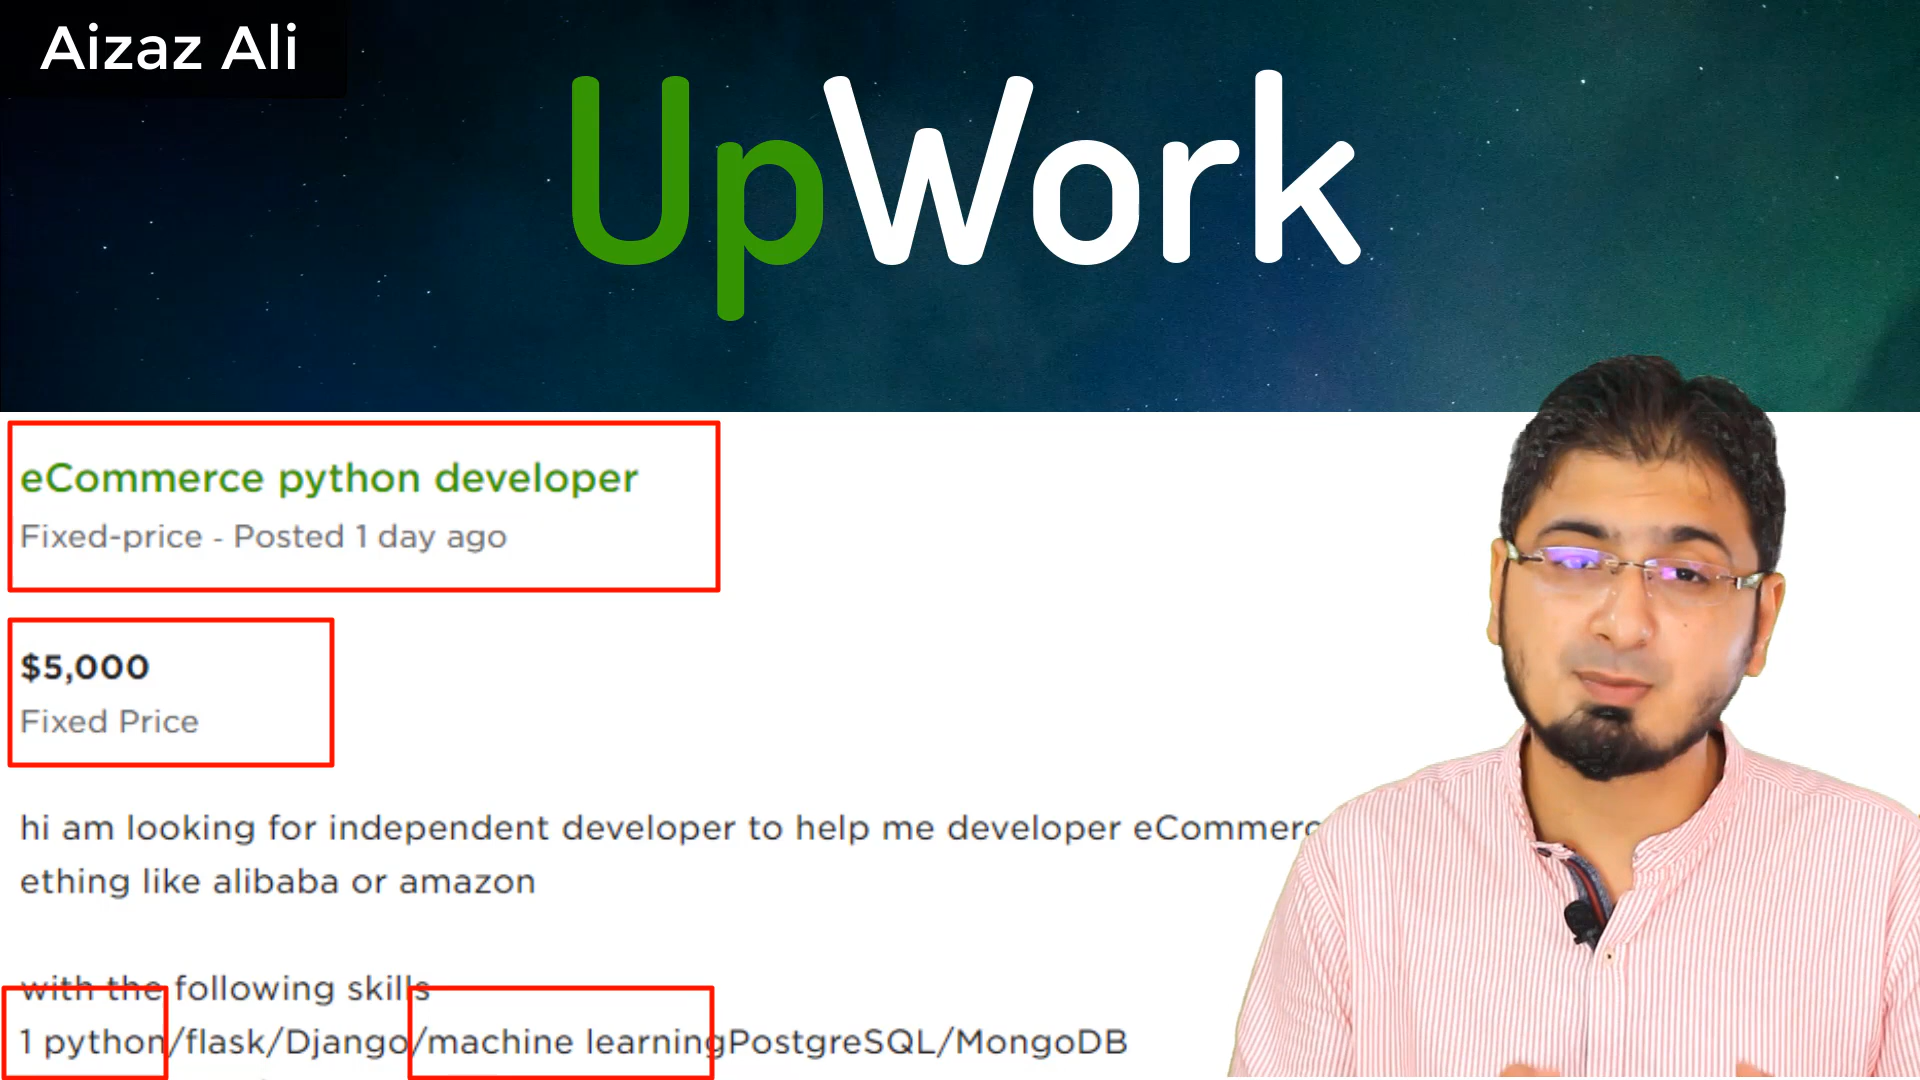 Aizaz Ali
UpWork
eCommerce python developer
Fixed-price - Posted 1 day ago
$5,000
Fixed Price
hi am looking for independent developer to help me developer eCommerc
ething like alibaba or amazon
with the following skills
1 python/flask/Django/machine learningPostgreSQL/MongoDB